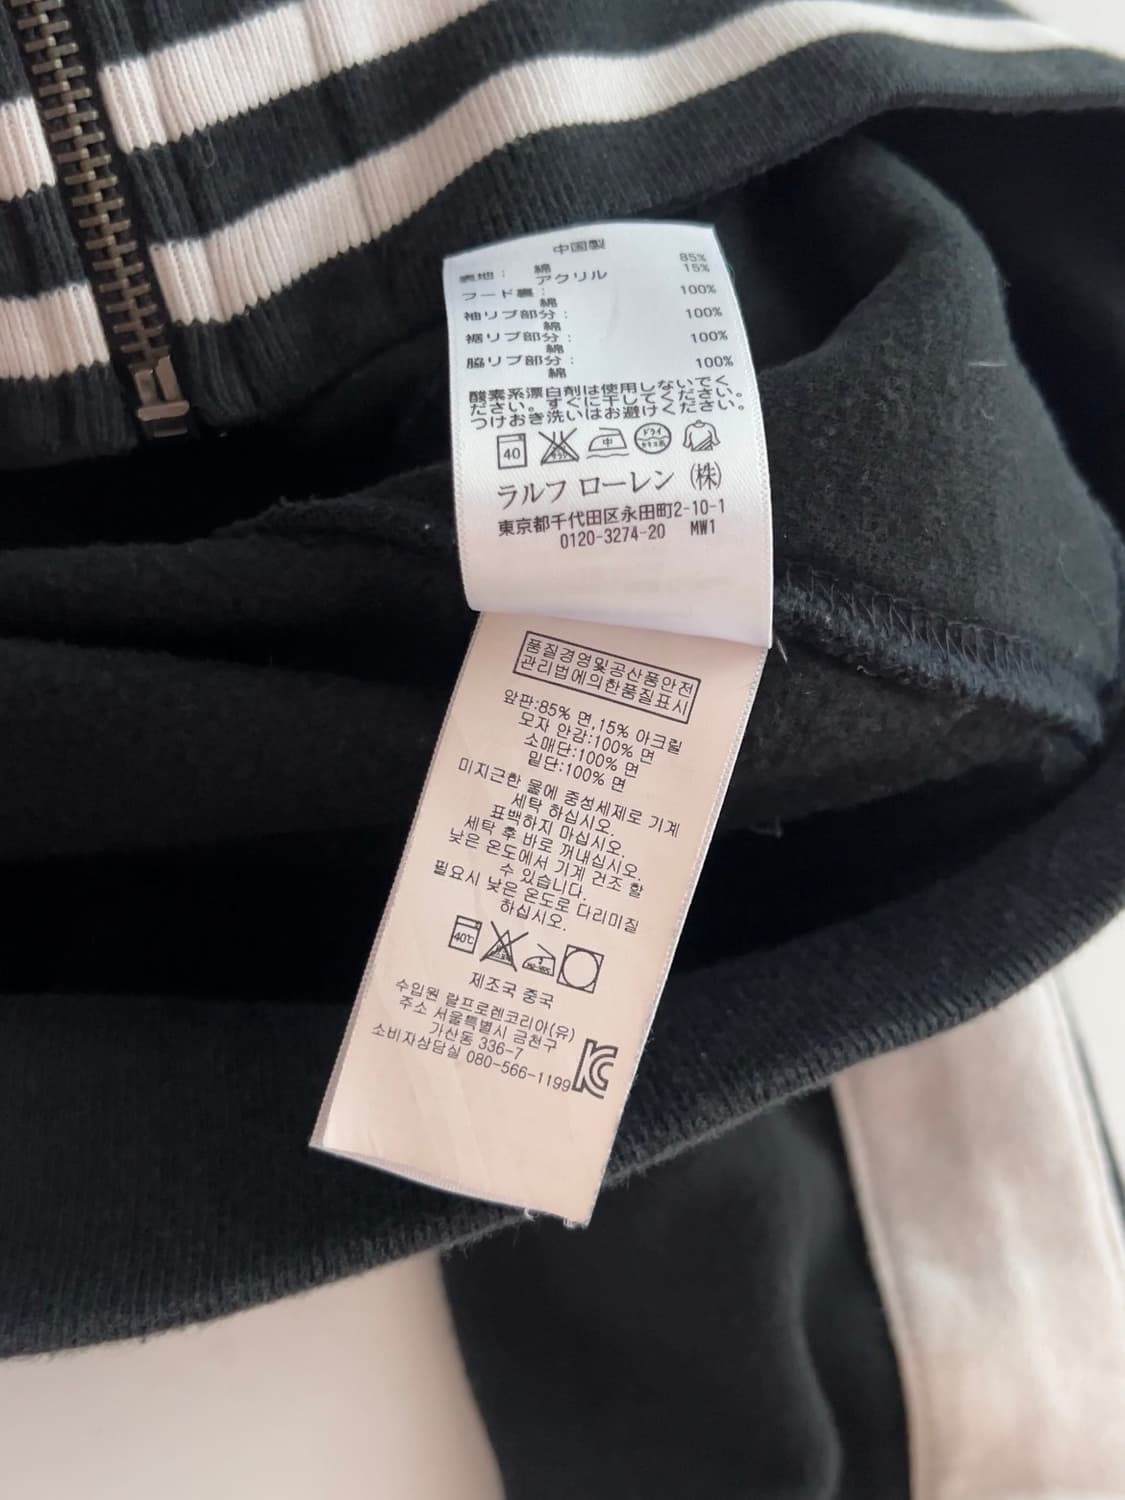 中国製
表地： 綿 85%
アクリル 15%
フード裏：
綿 100%
袖リブ部分：
綿 100%
裾リブ部分：
綿 100%
脇リブ部分：
綿 100%
酸素系漂白剤は使用しないでく
ださい。すぐに干してください。
つけおき洗いはお避けください。
40 中 ドライ セキユ系
ラルフ ローレン (株)
東京都千代田区永田町2-10-1
0120-3274-20 MW1
품질경영및공산품안전
관리법에의한품질표시
앞판:85% 면,15% 아크릴
모자 안감:100% 면
소매단:100% 면
밑단:100% 면
미지근한 물에 중성세제로 기계
세탁 하십시오.
표백하지 마십시오.
세탁 후 바로 꺼내십시오.
낮은 온도에서 기계 건조 할
수 있습니다.
필요시 낮은 온도로 다리미질
하십시오.
40℃
제조국 중국
수입원 랄프로렌코리아(유)
주소 서울특별시 금천구
가산동 336-7
소비자상담실 080-566-1199